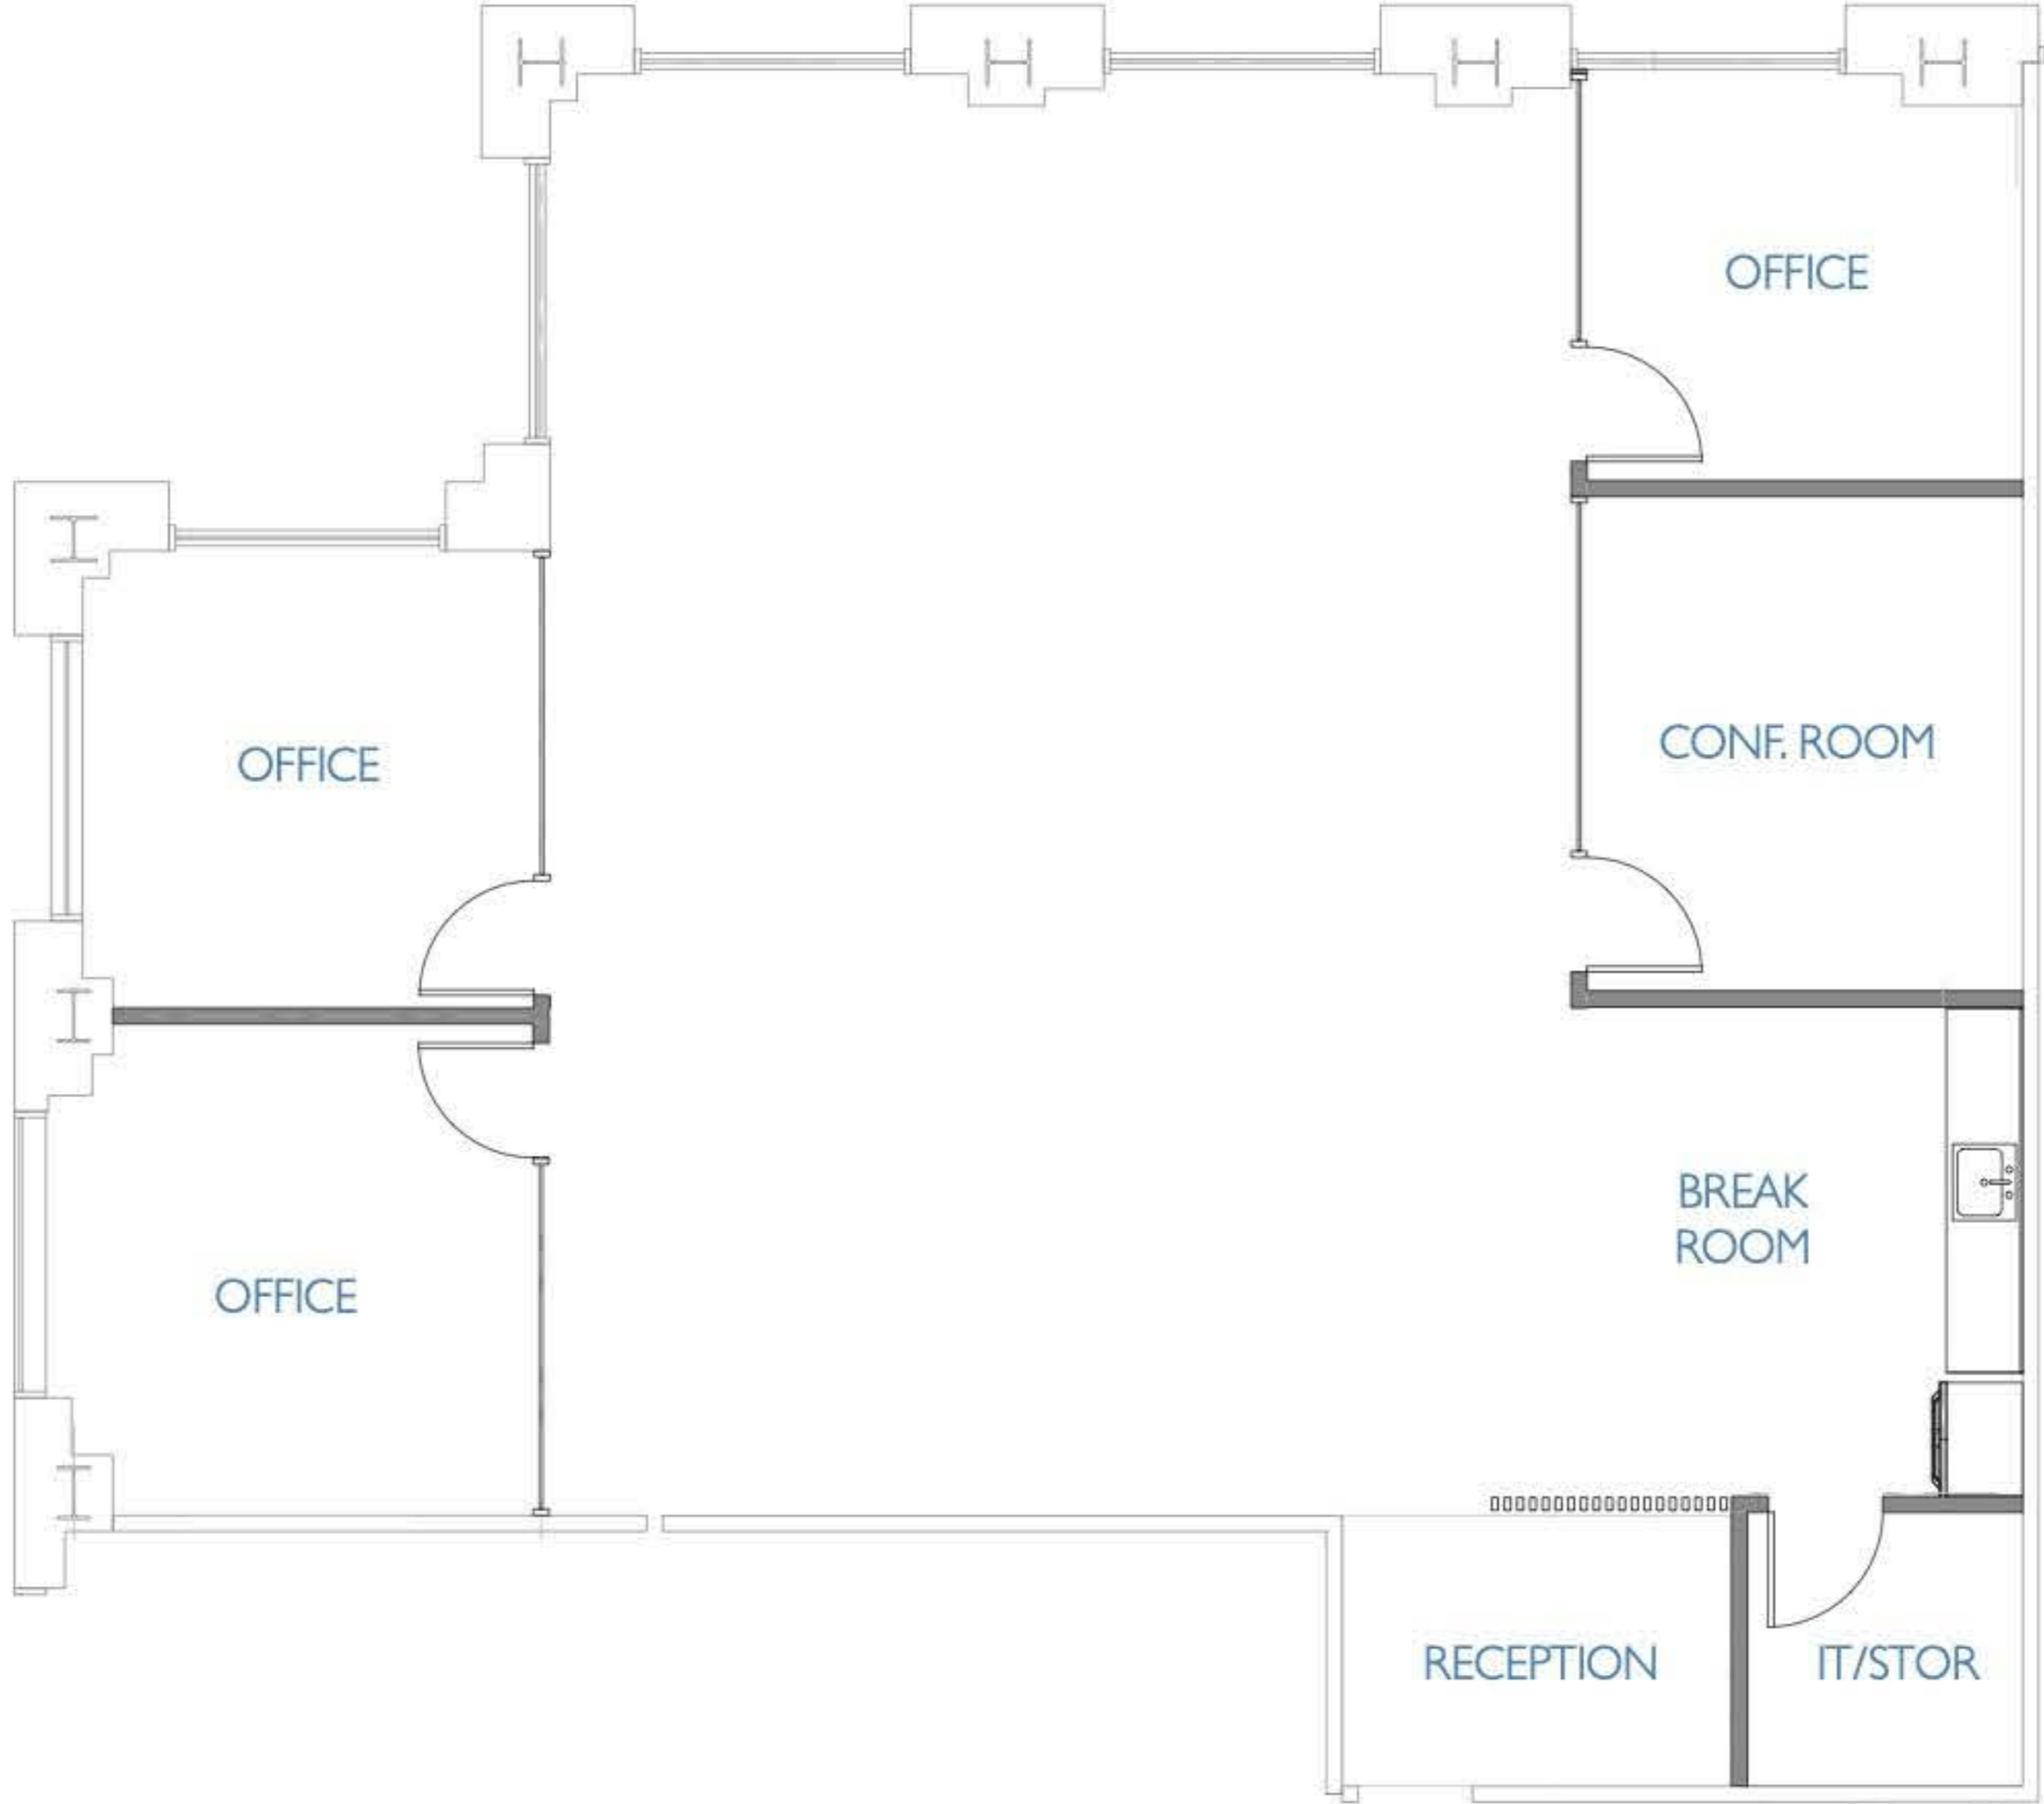 OFFICE
CONF. ROOM
OFFICE
BREAK
ROOM
OFFICE
RECEPTION
IT/STOR